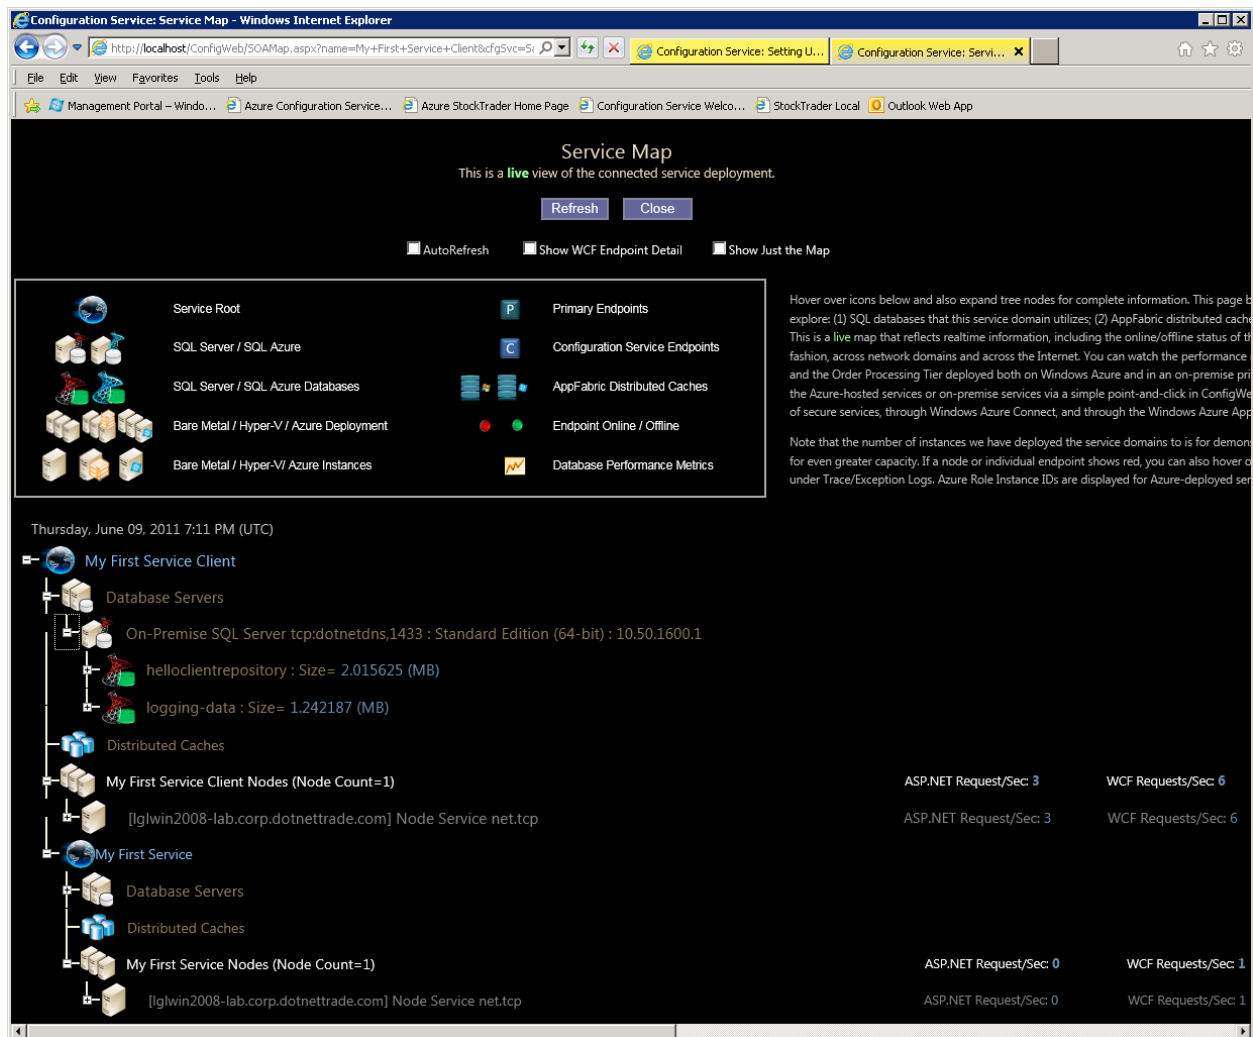 Configuration Service: Service Map - Windows Internet Explorer
http://localhost/ConfigWeb/SOAMap.aspx?name=My+First+Service+Client&cfgSvc=S
Configuration Service: Setting U...
Configuration Service: Servi...
File Edit View Favorites Tools Help
Management Portal – Windo... Azure Configuration Service... Azure StockTrader Home Page Configuration Service Welco... StockTrader Local Outlook Web App
Service Map
This is a live view of the connected service deployment.
Refresh Close
AutoRefresh Show WCF Endpoint Detail Show Just the Map
Service Root
P Primary Endpoints
SQL Server / SQL Azure
C Configuration Service Endpoints
SQL Server / SQL Azure Databases
AppFabric Distributed Caches
Bare Metal / Hyper-V / Azure Deployment
Endpoint Online / Offline
Bare Metal / Hyper-V/ Azure Instances
Database Performance Metrics
Hover over icons below and also expand tree nodes for complete information. This page
explore: (1) SQL databases that this service domain utilizes; (2) AppFabric distributed cache
This is a live map that reflects realtime information, including the online/offline status of
fashion, across network domains and across the Internet. You can watch the performance
and the Order Processing Tier deployed both on Windows Azure and in an on-premise
the Azure-hosted services or on-premise services via a simple point-and-click in
of secure services, through Windows Azure Connect, and through the Windows Azure
Note that the number of instances we have deployed the service domains to is for
for even greater capacity. If a node or individual endpoint shows red, you can also hover
under Trace/Exception Logs. Azure Role Instance IDs are displayed for Azure-deployed
Thursday, June 09, 2011 7:11 PM (UTC)
My First Service Client
Database Servers
On-Premise SQL Server tcp:dotnetdns,1433 : Standard Edition (64-bit) : 10.50.1600.1
helloclientrepository : Size= 2.015625 (MB)
logging-data : Size= 1.242187 (MB)
Distributed Caches
My First Service Client Nodes (Node Count=1) ASP.NET Request/Sec: 3 WCF Requests/Sec: 6
[lglwin2008-lab.corp.dotnettrade.com] Node Service net.tcp ASP.NET Request/Sec: 3 WCF Requests/Sec: 6
My First Service
Database Servers
Distributed Caches
My First Service Nodes (Node Count=1) ASP.NET Request/Sec: 0 WCF Requests/Sec: 1
[lglwin2008-lab.corp.dotnettrade.com] Node Service net.tcp ASP.NET Request/Sec: 0 WCF Requests/Sec: 1